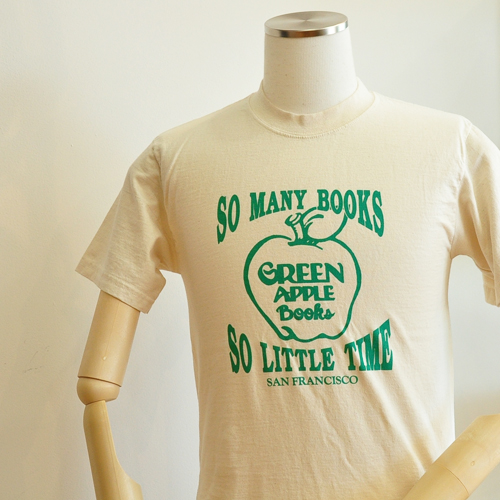 SO MANY BOOKS
GREEN
APPLE
Books
SO LITTLE TIME
SAN FRANCISCO